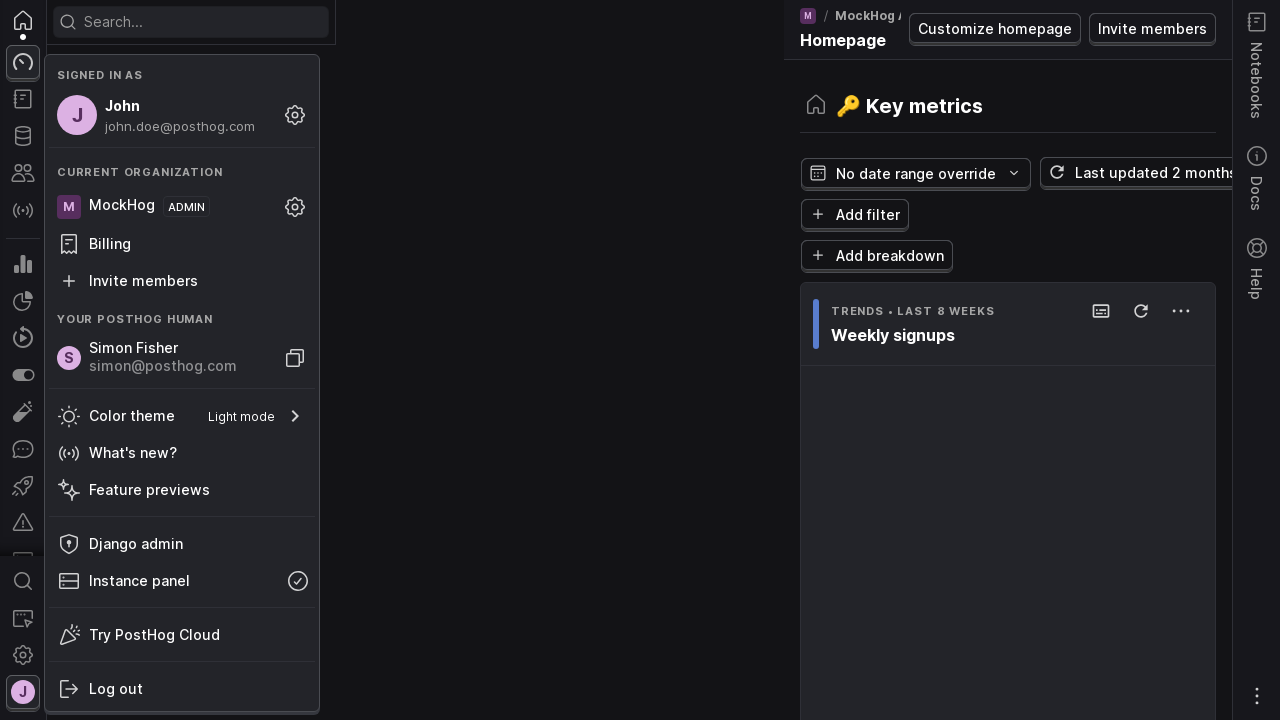 Search...
SIGNED IN AS
J
John
john.doe@posthog.com
CURRENT ORGANIZATION
M
MockHog
ADMIN
Billing
Invite members
YOUR POSTHOG HUMAN
S
Simon Fisher
simon@posthog.com
Color theme
Light mode
What's new?
Feature previews
Django admin
Instance panel
Try PostHog Cloud
Log out
J
M / MockHog
Homepage
Customize homepage
Invite members
🔑 Key metrics
No date range override
Last updated 2 months
Add filter
Add breakdown
TRENDS • LAST 8 WEEKS
Weekly signups
Notebooks
Docs
Help